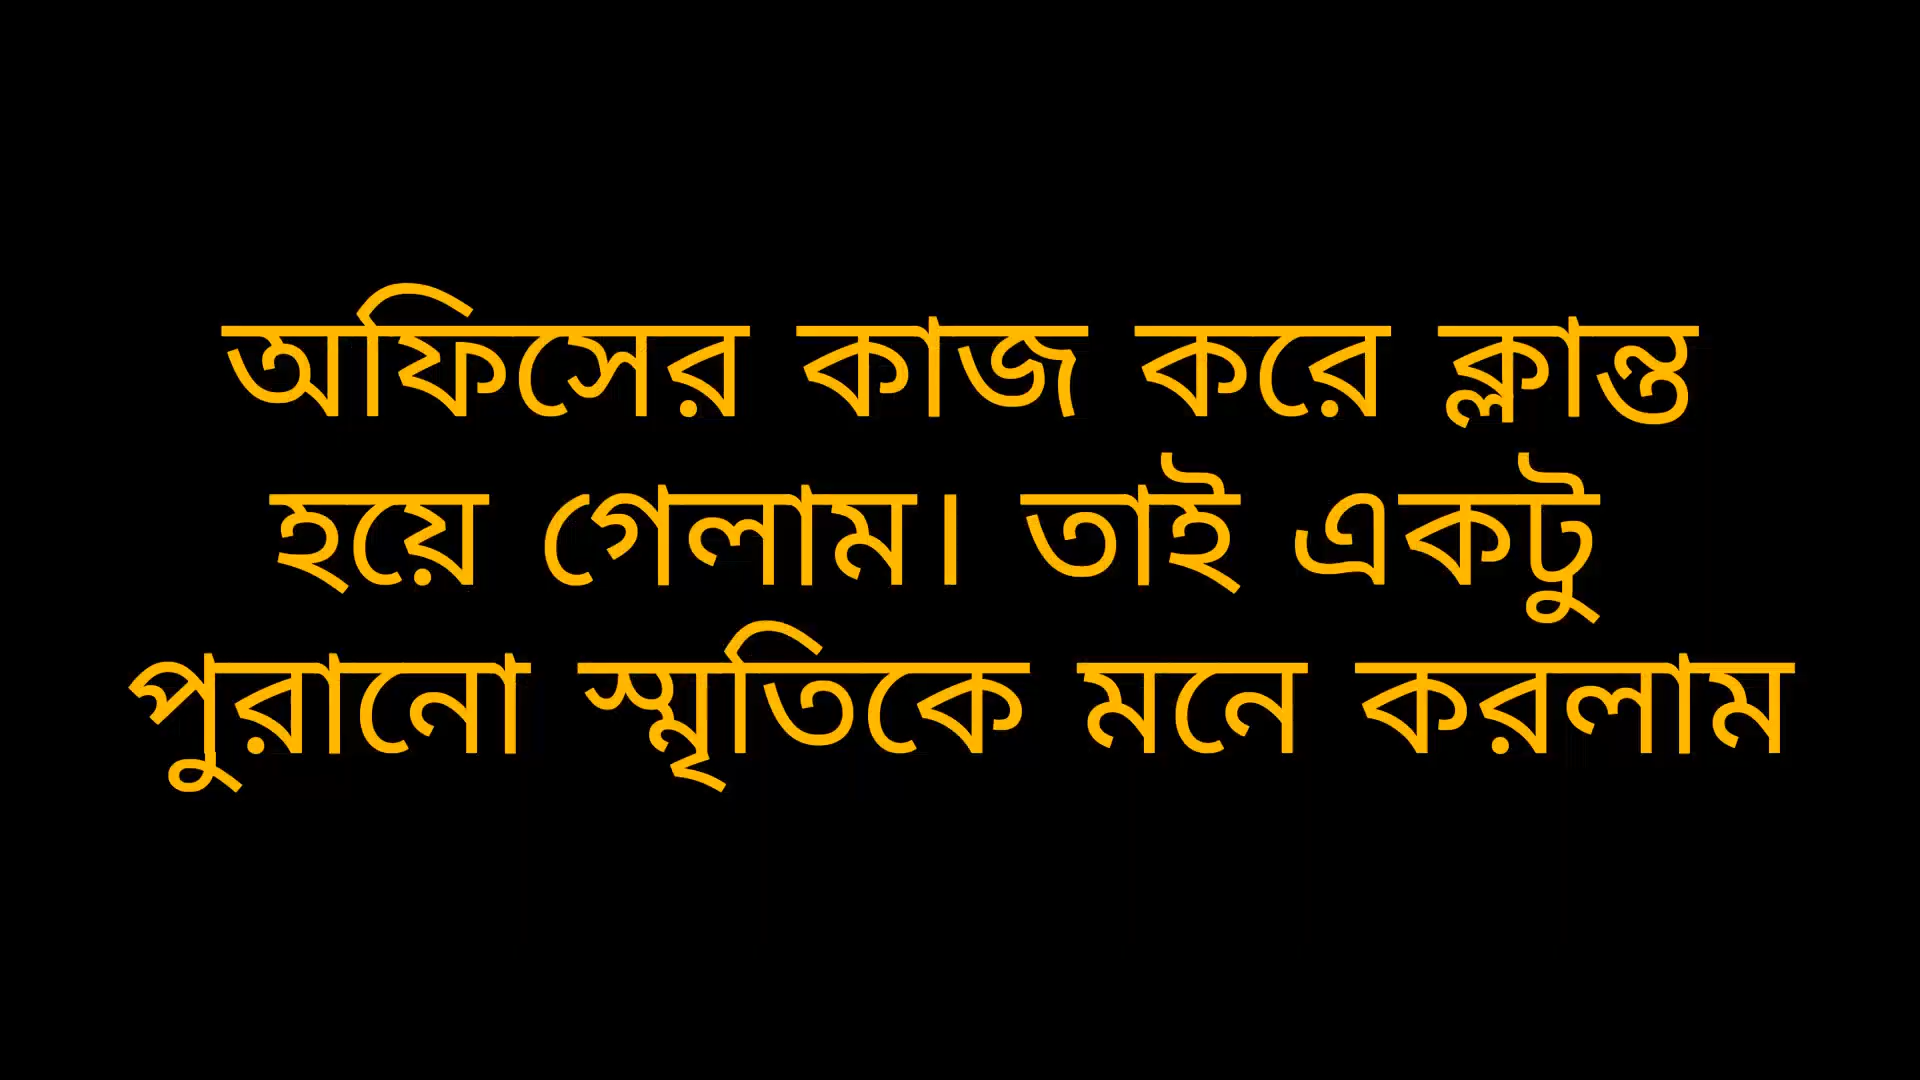 অফিসের কাজ করে ক্লান্ত
হয়ে গেলাম। তাই একটু
পুরানো স্মৃতিকে মনে করলাম